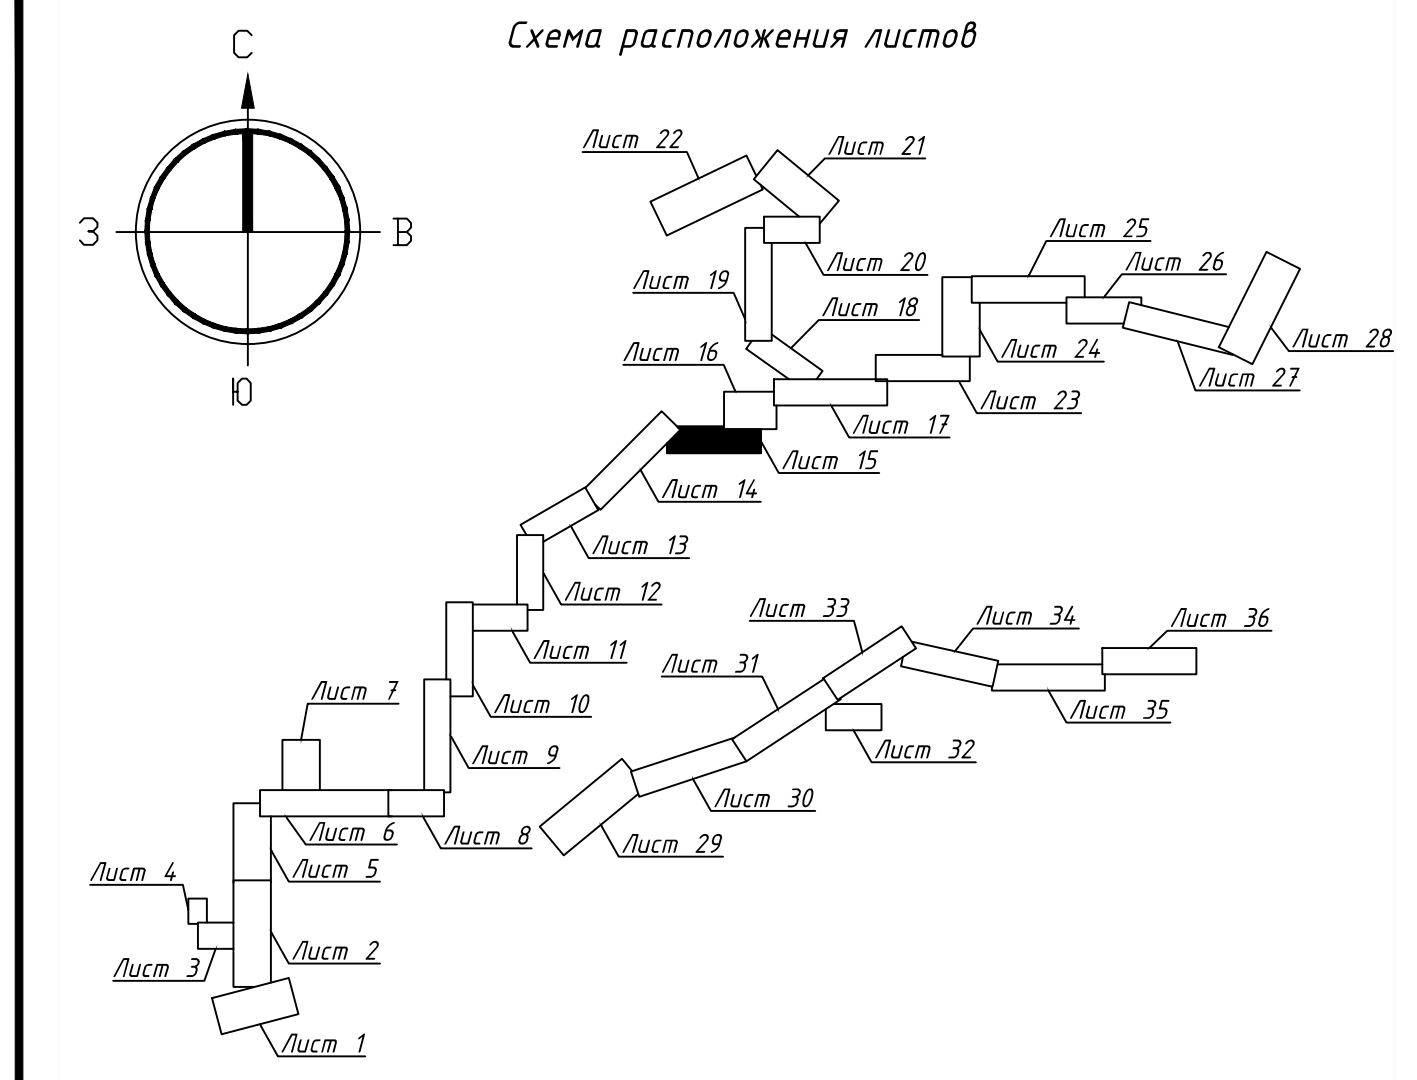 С
Схема расположения листов
З
В
Ю
Лист 22
Лист 21
Лист 25
Лист 20
Лист 26
Лист 19
Лист 18
Лист 16
Лист 24
Лист 28
Лист 27
Лист 23
Лист 17
Лист 15
Лист 14
Лист 13
Лист 12
Лист 11
Лист 10
Лист 9
Лист 7
Лист 6
Лист 8
Лист 5
Лист 4
Лист 2
Лист 3
Лист 1
Лист 33
Лист 34
Лист 36
Лист 31
Лист 35
Лист 32
Лист 30
Лист 29